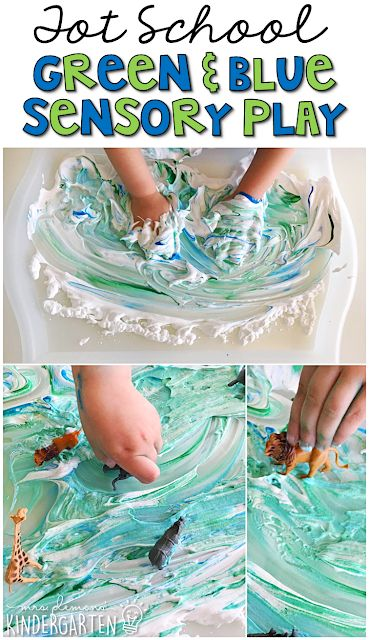 Tot School
GREEN & BLUE
SENSORY PLAY
mrs. plemons'
KINDERGARTEN